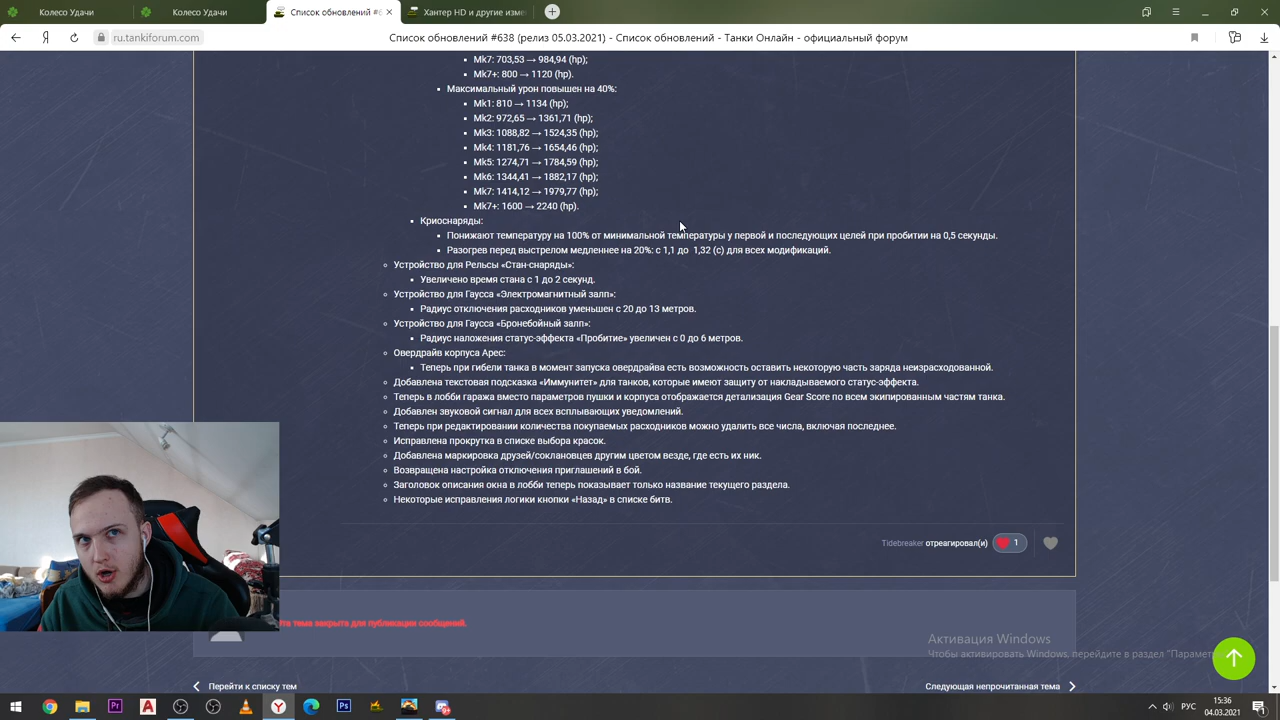 Колесо Удачи
Колесо Удачи
Список обновлений #6
Хантер HD и другие изме
ru.tankiforum.com
Список обновлений #638 (релиз 05.03.2021) - Список обновлений - Танки Онлайн - официальный форум
Mk7: 703,53 → 984,94 (hp);
Mk7+: 800 → 1120 (hp).
Максимальный урон повышен на 40%:
Mk1: 810 → 1134 (hp);
Mk2: 972,65 → 1361,71 (hp);
Mk3: 1088,82 → 1524,35 (hp);
Mk4: 1181,76 → 1654,46 (hp);
Mk5: 1274,71 → 1784,59 (hp);
Mk6: 1344,41 → 1882,17 (hp);
Mk7: 1414,12 → 1979,77 (hp);
Mk7+: 1600 → 2240 (hp).
Криоснаряды:
Понижают температуру на 100% от минимальной температуры у первой и последующих целей при пробитии на 0,5 секунды.
Разогрев перед выстрелом медленнее на 20%: с 1,1 до 1,32 (с) для всех модификаций.
Устройство для Рельсы «Стан-снаряды»:
Увеличено время стана с 1 до 2 секунд.
Устройство для Гаусса «Электромагнитный залп»:
Радиус отключения расходников уменьшен с 20 до 13 метров.
Устройство для Гаусса «Бронебойный залп»:
Радиус наложения статус-эффекта «Пробитие» увеличен с 0 до 6 метров.
Овердрайв корпуса Арес:
Теперь при гибели танка в момент запуска овердрайва есть возможность оставить некоторую часть заряда неизрасходованной.
Добавлена текстовая подсказка «Иммунитет» для танков, которые имеют защиту от накладываемого статус-эффекта.
Теперь в лобби гаража вместо параметров пушки и корпуса отображается детализация Gear Score по всем экипированным частям танка.
Добавлен звуковой сигнал для всех всплывающих уведомлений.
Теперь при редактировании количества покупаемых расходников можно удалить все числа, включая последнее.
Исправлена прокрутка в списке выбора красок.
Добавлена маркировка друзей/соклановцев другим цветом везде, где есть их ник.
Возвращена настройка отключения приглашений в бой.
Заголовок описания окна в лобби теперь показывает только название текущего раздела.
Некоторые исправления логики кнопки «Назад» в списке битв.
Tidebreaker отреагировал(и) 1
Эта тема закрыта для публикации сообщений.
Активация Windows
Чтобы активировать Windows, перейдите в раздел "Парамет
Перейти к списку тем
Следующая непрочитанная тема
РУС
15:36
04.03.2021
1